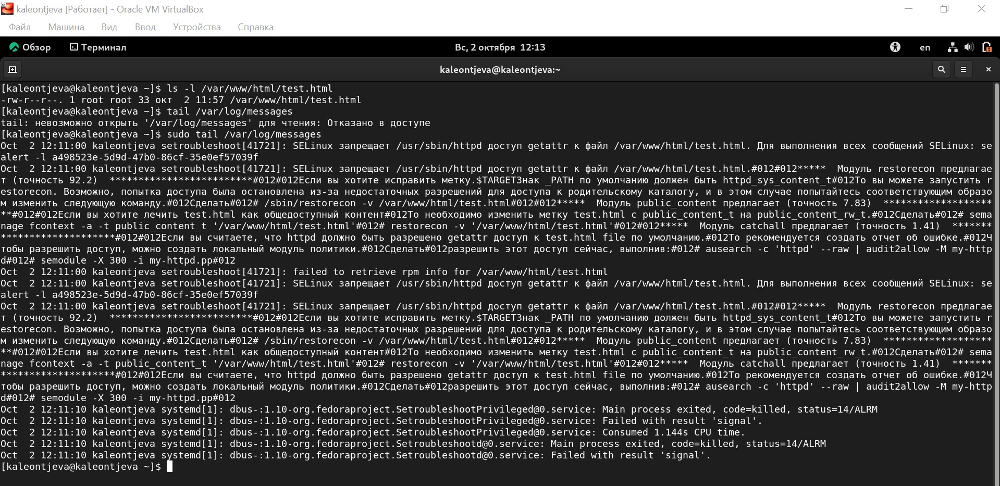 kaleontjeva [Работает] - Oracle VM VirtualBox
Файл Машина Вид Ввод Устройства Справка
Обзор Терминал Вс, 2 октября 12:13 en
kaleontjeva@kaleontjeva:~
[kaleontjeva@kaleontjeva ~]$ ls -l /var/www/html/test.html
-rw-r--r--. 1 root root 33 окт  2 11:57 /var/www/html/test.html
[kaleontjeva@kaleontjeva ~]$ tail /var/log/messages
tail: невозможно открыть '/var/log/messages' для чтения: Отказано в доступе
[kaleontjeva@kaleontjeva ~]$ sudo tail /var/log/messages
Oct  2 12:11:00 kaleontjeva setroubleshoot[41721]: SELinux запрещает /usr/sbin/httpd доступ getattr к файл /var/www/html/test.html. Для выполнения всех сообщений SELinux: se
alert -l a498523e-5d9d-47b0-86cf-35e0ef57039f
Oct  2 12:11:00 kaleontjeva setroubleshoot[41721]: SELinux запрещает /usr/sbin/httpd доступ getattr к файл /var/www/html/test.html.#012#012*****  Модуль restorecon предлагае
т (точность 92.2)  *************************#012#012Если вы хотите исправить метку.$TARGETЗнак _PATH по умолчанию должен быть httpd_sys_content_t#012То вы можете запустить r
estorecon. Возможно, попытка доступа была остановлена из-за недостаточных разрешений для доступа к родительскому каталогу, и в этом случае попытайтесь соответствующим образо
м изменить следующую команду.#012Сделать#012# /sbin/restorecon -v /var/www/html/test.html#012#012*****  Модуль public_content предлагает (точность 7.83)  *******************
**#012#012Если вы хотите лечить test.html как общедоступный контент#012То необходимо изменить метку test.html с public_content_t на public_content_rw_t.#012Сделать#012# sema
nage fcontext -a -t public_content_t '/var/www/html/test.html'#012# restorecon -v '/var/www/html/test.html'#012#012*****  Модуль catchall предлагает (точность 1.41)  *******
********************#012#012Если вы считаете, что httpd должно быть разрешено getattr доступ к test.html file по умолчанию.#012То рекомендуется создать отчет об ошибке.#012Ч
тобы разрешить доступ, можно создать локальный модуль политики.#012Сделать#012разрешить этот доступ сейчас, выполнив:#012# ausearch -c 'httpd' --raw | audit2allow -M my-http
d#012# semodule -X 300 -i my-httpd.pp#012
Oct  2 12:11:00 kaleontjeva setroubleshoot[41721]: failed to retrieve rpm info for /var/www/html/test.html
Oct  2 12:11:00 kaleontjeva setroubleshoot[41721]: SELinux запрещает /usr/sbin/httpd доступ getattr к файл /var/www/html/test.html. Для выполнения всех сообщений SELinux: se
alert -l a498523e-5d9d-47b0-86cf-35e0ef57039f
Oct  2 12:11:00 kaleontjeva setroubleshoot[41721]: SELinux запрещает /usr/sbin/httpd доступ getattr к файл /var/www/html/test.html.#012#012*****  Модуль restorecon предлагае
т (точность 92.2)  *************************#012#012Если вы хотите исправить метку.$TARGETЗнак _PATH по умолчанию должен быть httpd_sys_content_t#012То вы можете запустить r
estorecon. Возможно, попытка доступа была остановлена из-за недостаточных разрешений для доступа к родительскому каталогу, и в этом случае попытайтесь соответствующим образо
м изменить следующую команду.#012Сделать#012# /sbin/restorecon -v /var/www/html/test.html#012#012*****  Модуль public_content предлагает (точность 7.83)  *******************
**#012#012Если вы хотите лечить test.html как общедоступный контент#012То необходимо изменить метку test.html с public_content_t на public_content_rw_t.#012Сделать#012# sema
nage fcontext -a -t public_content_t '/var/www/html/test.html'#012# restorecon -v '/var/www/html/test.html'#012#012*****  Модуль catchall предлагает (точность 1.41)  *******
********************#012#012Если вы считаете, что httpd должно быть разрешено getattr доступ к test.html file по умолчанию.#012То рекомендуется создать отчет об ошибке.#012Ч
тобы разрешить доступ, можно создать локальный модуль политики.#012Сделать#012разрешить этот доступ сейчас, выполнив:#012# ausearch -c 'httpd' --raw | audit2allow -M my-http
d#012# semodule -X 300 -i my-httpd.pp#012
Oct  2 12:11:10 kaleontjeva systemd[1]: dbus-:1.10-org.fedoraproject.SetroubleshootPrivileged@0.service: Main process exited, code=killed, status=14/ALRM
Oct  2 12:11:10 kaleontjeva systemd[1]: dbus-:1.10-org.fedoraproject.SetroubleshootPrivileged@0.service: Failed with result 'signal'.
Oct  2 12:11:10 kaleontjeva systemd[1]: dbus-:1.10-org.fedoraproject.SetroubleshootPrivileged@0.service: Consumed 1.144s CPU time.
Oct  2 12:11:10 kaleontjeva systemd[1]: dbus-:1.10-org.fedoraproject.Setroubleshootd@0.service: Main process exited, code=killed, status=14/ALRM
Oct  2 12:11:10 kaleontjeva systemd[1]: dbus-:1.10-org.fedoraproject.Setroubleshootd@0.service: Failed with result 'signal'.
[kaleontjeva@kaleontjeva ~]$